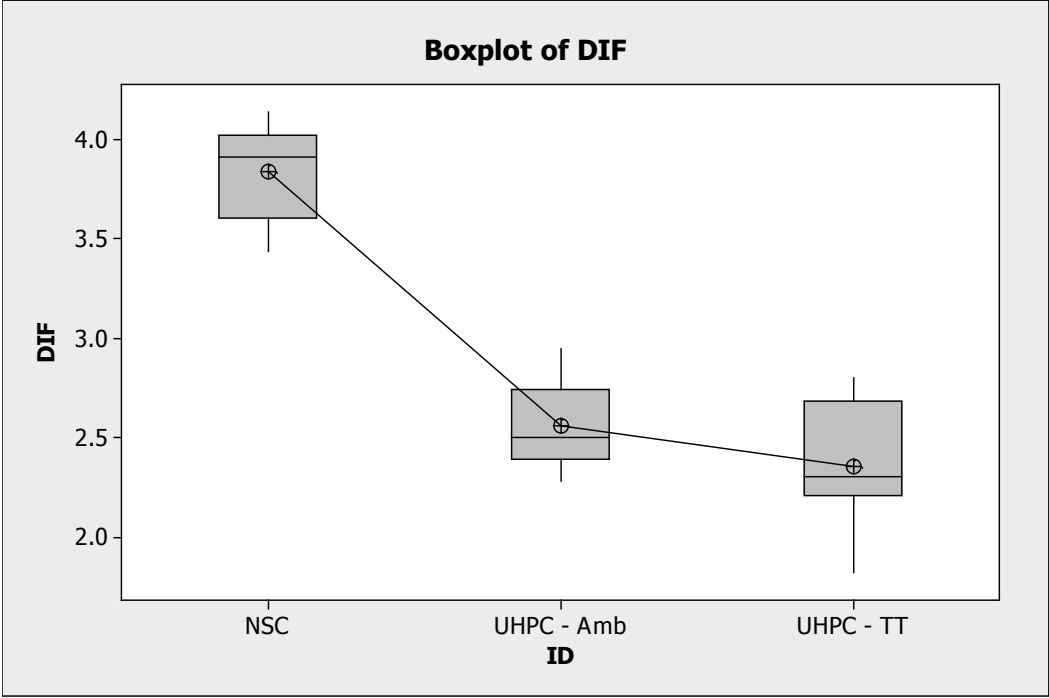 Boxplot of DIF
DIF
4.0
3.5
3.0
2.5
2.0
NSC
UHPC - Amb
UHPC - TT
ID